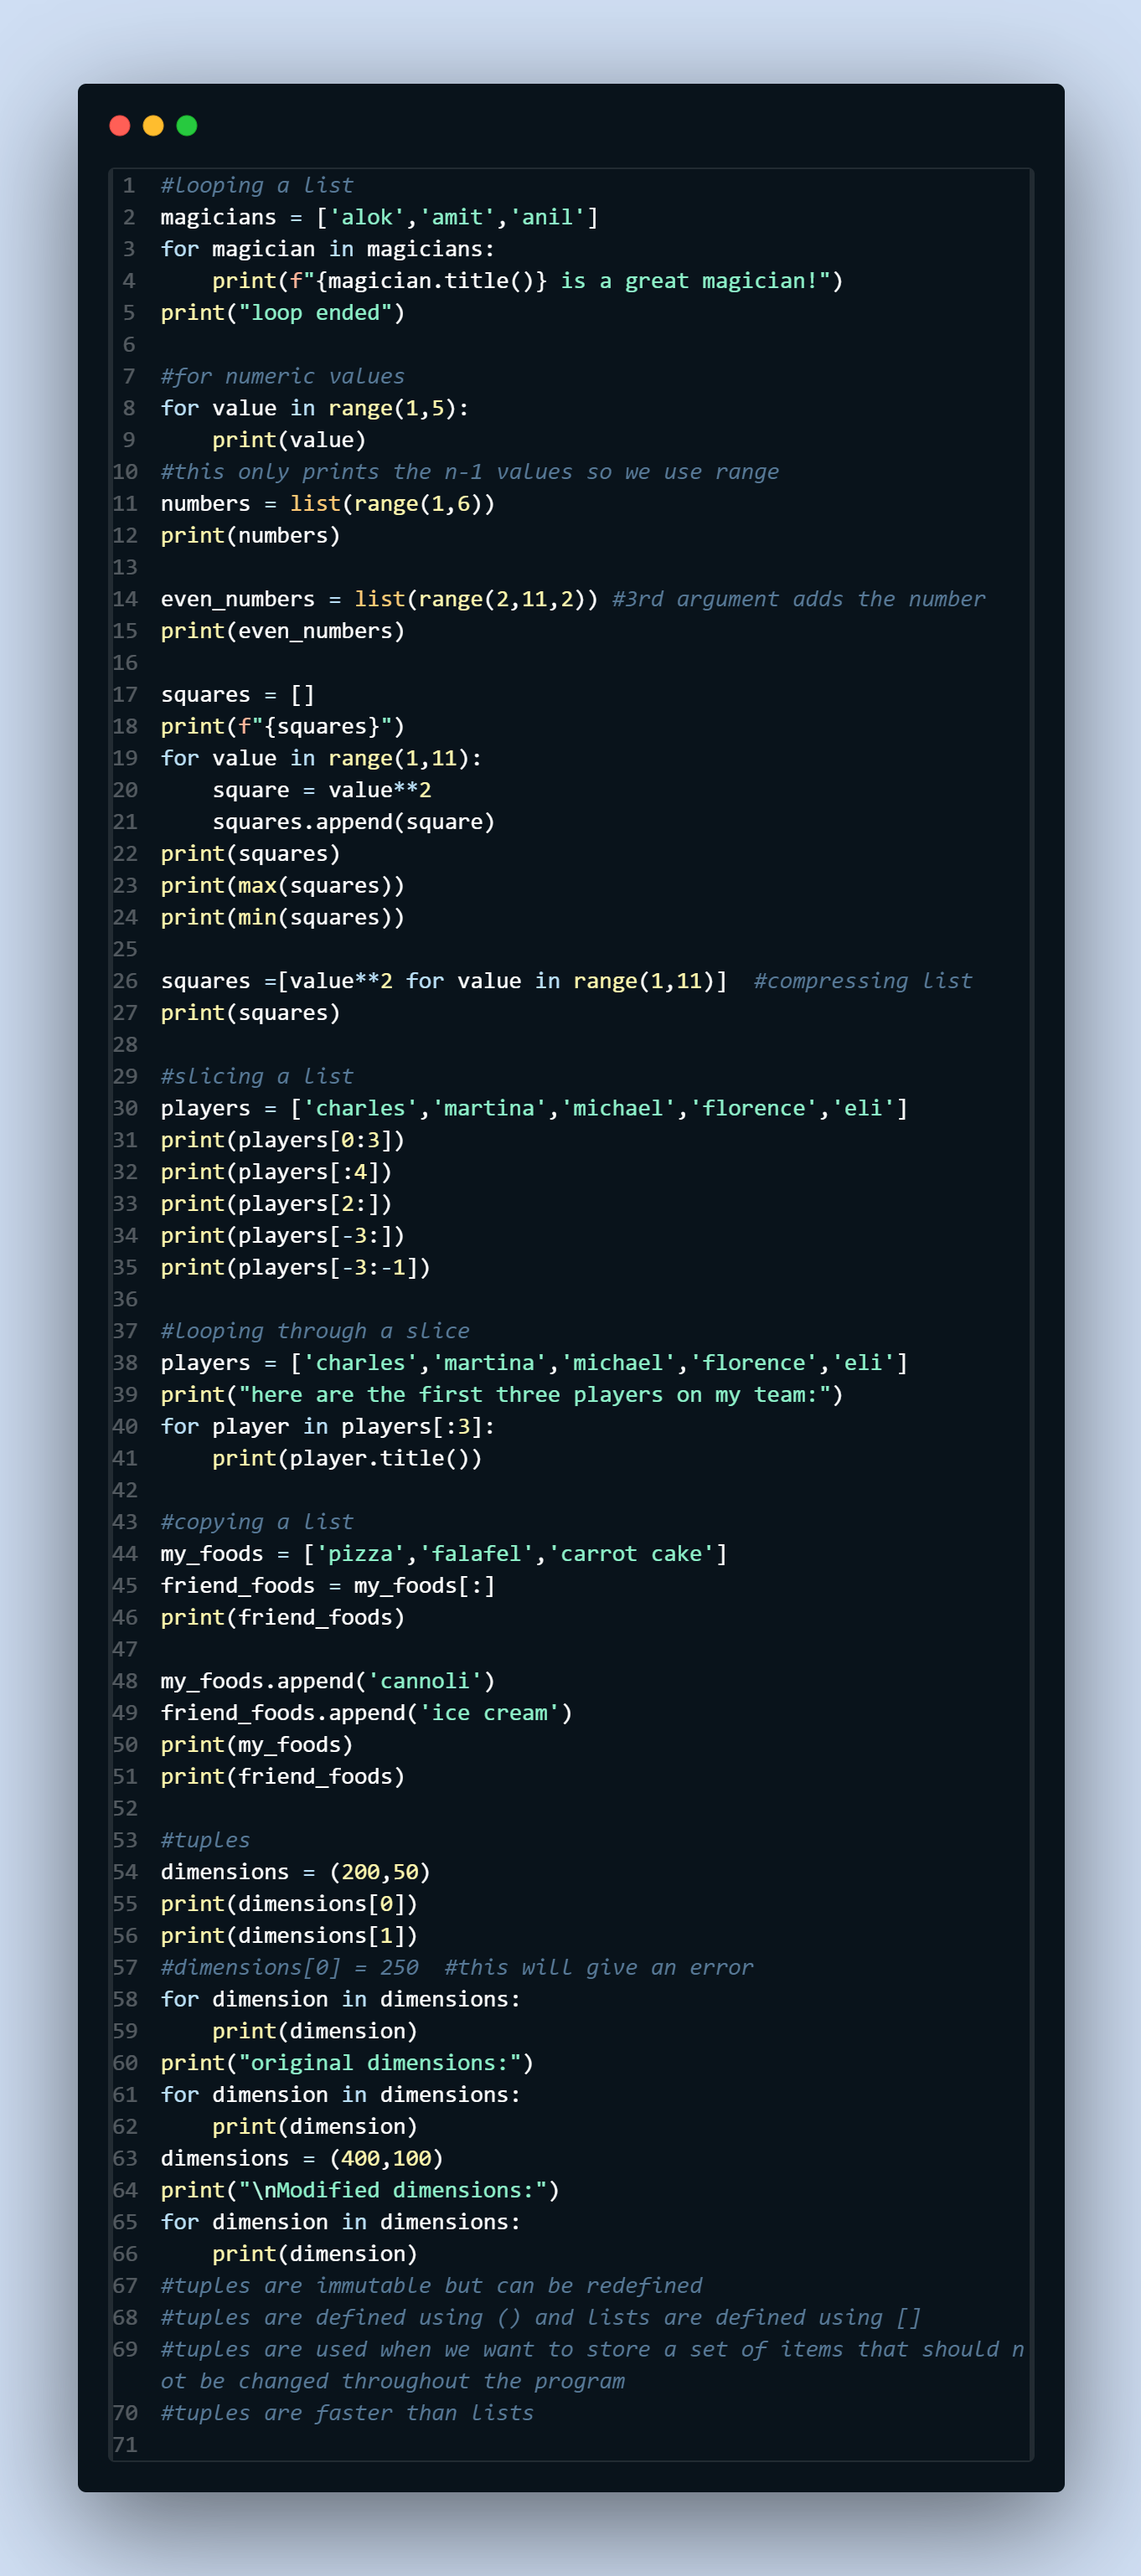 1 #looping a list
2 magicians = ['alok','amit','anil']
3 for magician in magicians:
4     print(f"{magician.title()} is a great magician!")
5 print("loop ended")
6
7 #for numeric values
8 for value in range(1,5):
9     print(value)
10 #this only prints the n-1 values so we use range
11 numbers = list(range(1,6))
12 print(numbers)
13
14 even_numbers = list(range(2,11,2)) #3rd argument adds the number
15 print(even_numbers)
16
17 squares = []
18 print(f"{squares}")
19 for value in range(1,11):
20     square = value**2
21     squares.append(square)
22 print(squares)
23 print(max(squares))
24 print(min(squares))
25
26 squares =[value**2 for value in range(1,11)]  #compressing list
27 print(squares)
28
29 #slicing a list
30 players = ['charles','martina','michael','florence','eli']
31 print(players[0:3])
32 print(players[:4])
33 print(players[2:])
34 print(players[-3:])
35 print(players[-3:-1])
36
37 #looping through a slice
38 players = ['charles','martina','michael','florence','eli']
39 print("here are the first three players on my team:")
40 for player in players[:3]:
41     print(player.title())
42
43 #copying a list
44 my_foods = ['pizza','falafel','carrot cake']
45 friend_foods = my_foods[:]
46 print(friend_foods)
47
48 my_foods.append('cannoli')
49 friend_foods.append('ice cream')
50 print(my_foods)
51 print(friend_foods)
52
53 #tuples
54 dimensions = (200,50)
55 print(dimensions[0])
56 print(dimensions[1])
57 #dimensions[0] = 250  #this will give an error
58 for dimension in dimensions:
59     print(dimension)
60 print("original dimensions:")
61 for dimension in dimensions:
62     print(dimension)
63 dimensions = (400,100)
64 print("\nModified dimensions:")
65 for dimension in dimensions:
66     print(dimension)
67 #tuples are immutable but can be redefined
68 #tuples are defined using () and lists are defined using []
69 #tuples are used when we want to store a set of items that should n
ot be changed throughout the program
70 #tuples are faster than lists
71